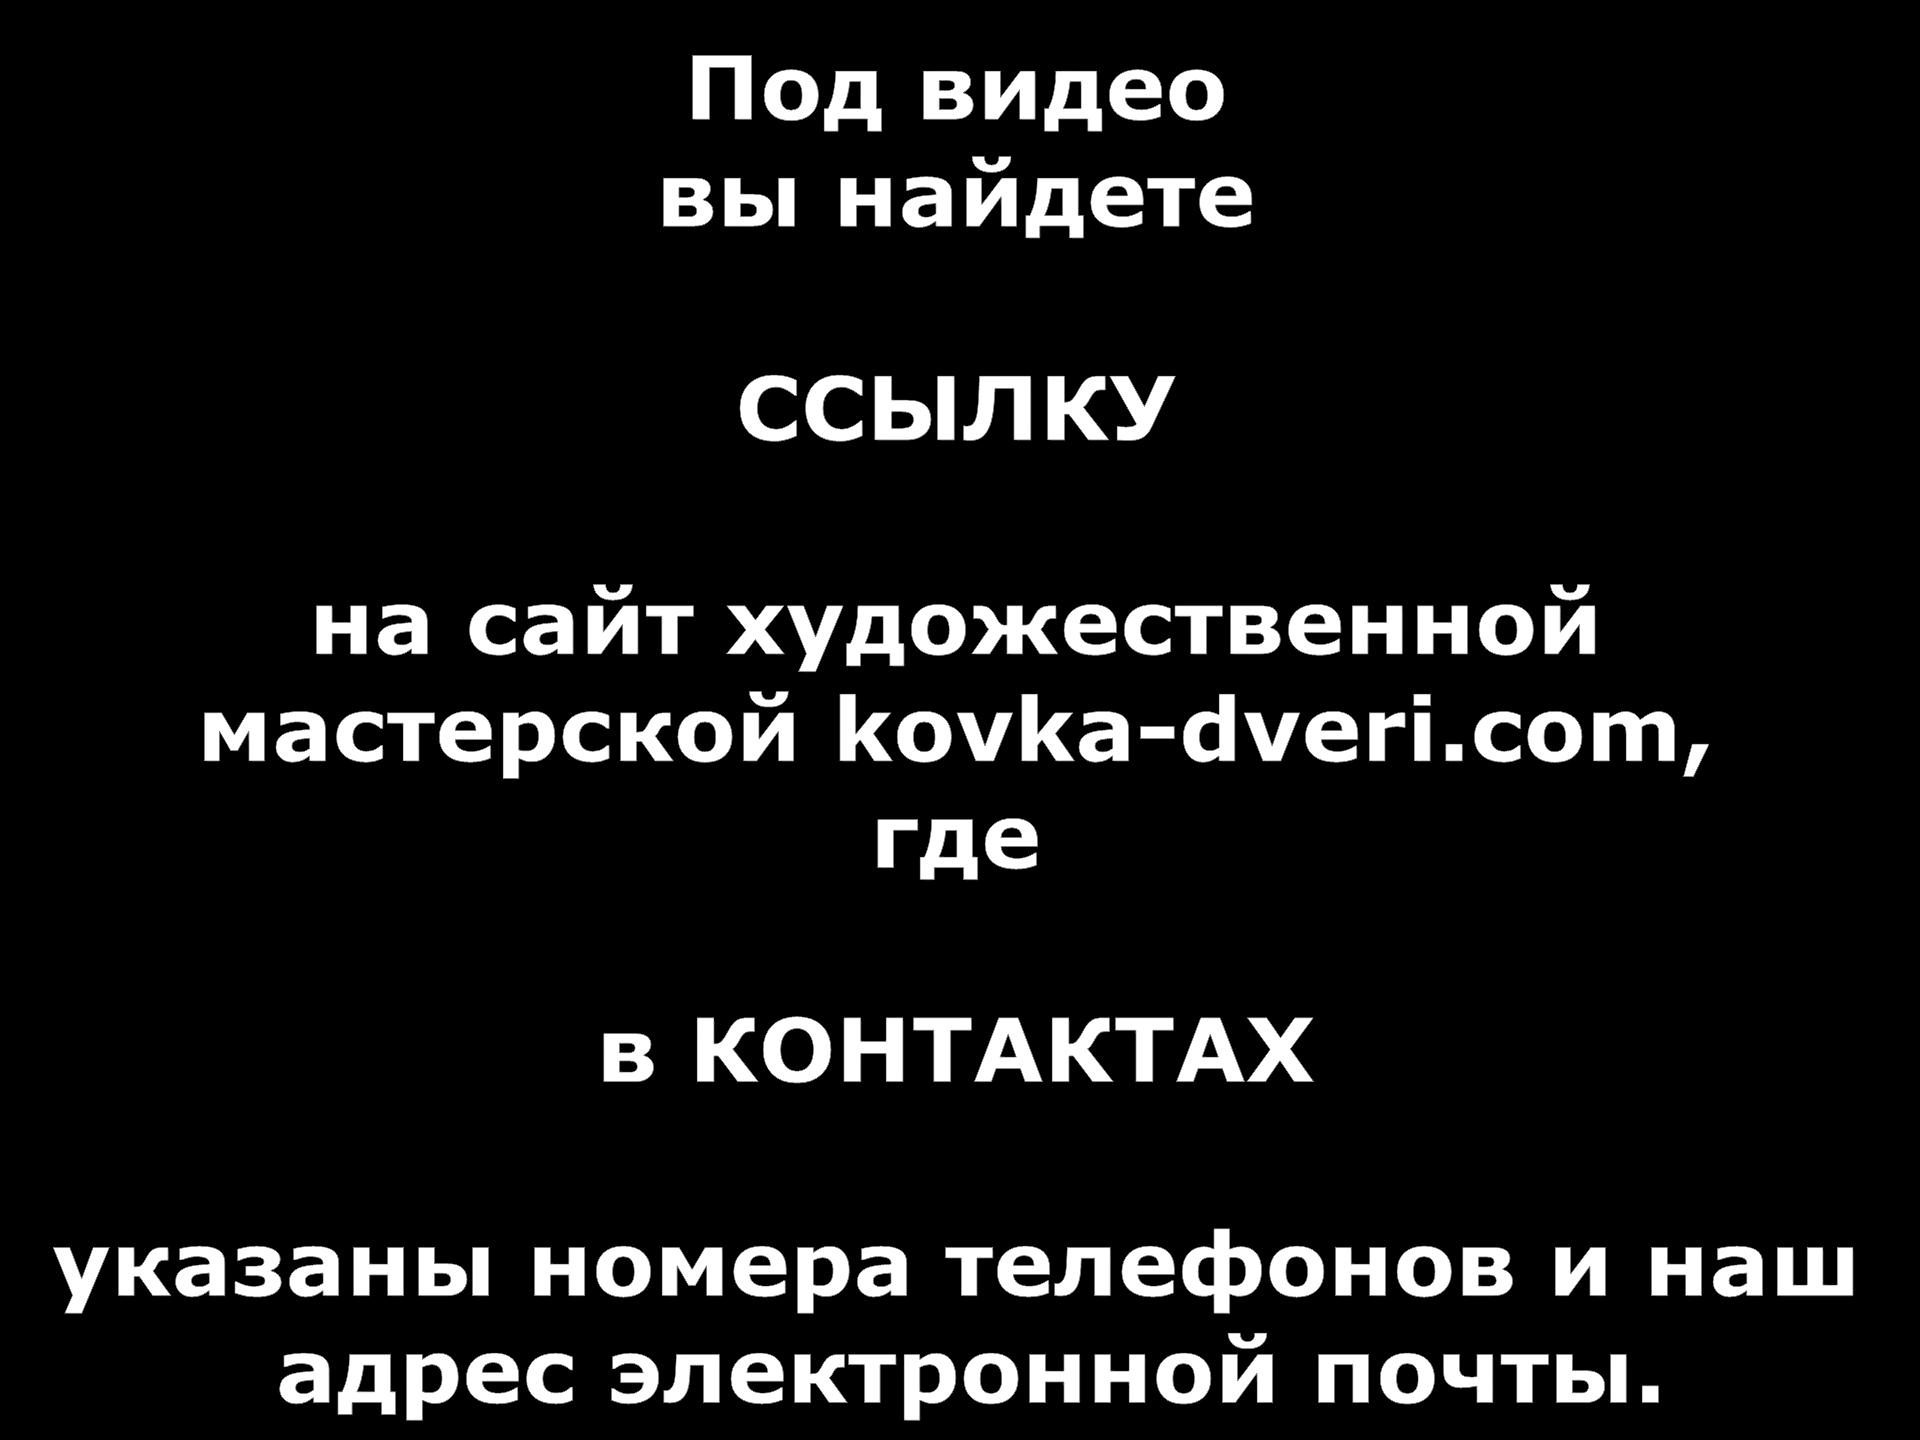 Под видео
вы найдете
ССЫЛКУ
на сайт художественной
мастерской kovka-dveri.com,
где
в КОНТАКТАХ
указаны номера телефонов и наш
адрес электронной почты.